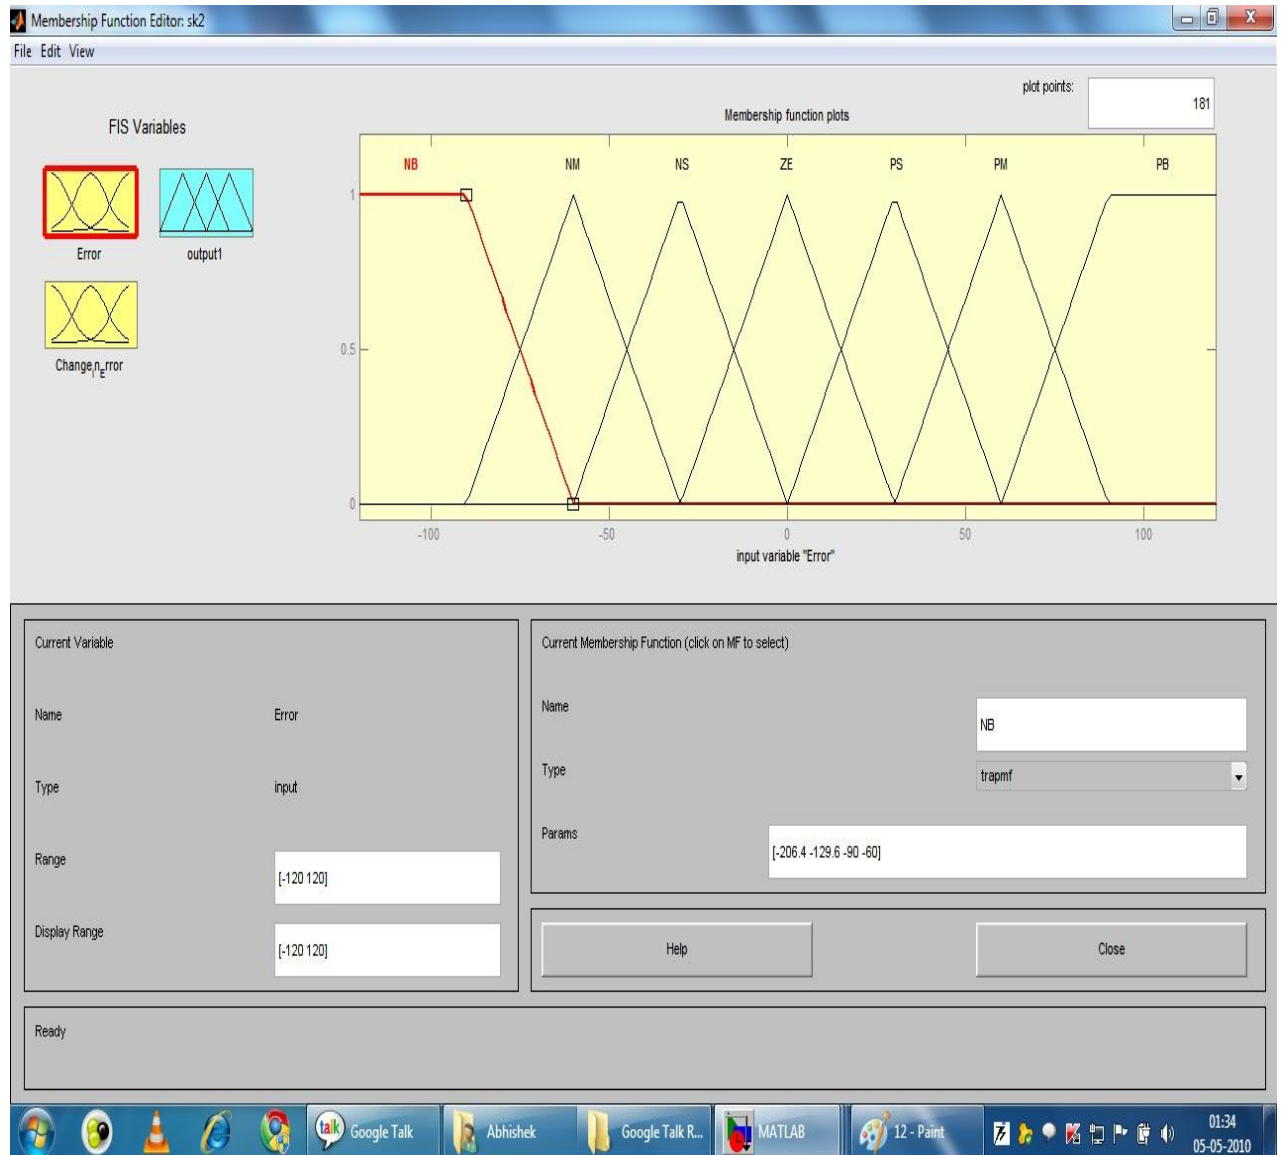 Membership Function Editor: sk2
File Edit View
plot points:
181
FIS Variables
Membership function plots
Error
output1
Change_In_Error
NB NM NS ZE PS PM PB
1
0.5
0
-100 -50 0 50 100
input variable "Error"
Current Variable
Name Error
Type input
Range [-120 120]
Display Range [-120 120]
Current Membership Function (click on MF to select)
Name NB
Type trapmf
Params [-206.4 -129.6 -90 -60]
Help Close
Ready
talk Google Talk Abhishek Google Talk R... MATLAB 12 - Paint 01:34
05-05-2010